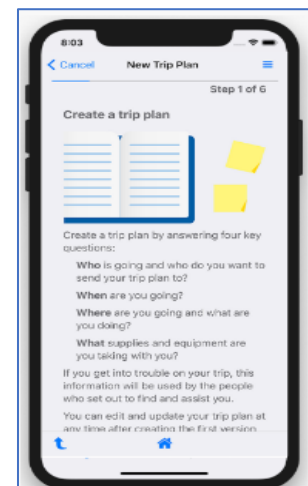 8:03
Cancel New Trip Plan
Step 1 of 6
Create a trip plan
Create a trip plan by answering four key
questions:
Who is going and who do you want to
send your trip plan to?
When are you going?
Where are you going and what are
you doing?
What supplies and equipment are
you taking with you?
If you get into trouble on your trip, this
information will be used by the people
who set out to find and assist you.
You can edit and update your trip plan at
any time after creating the first version